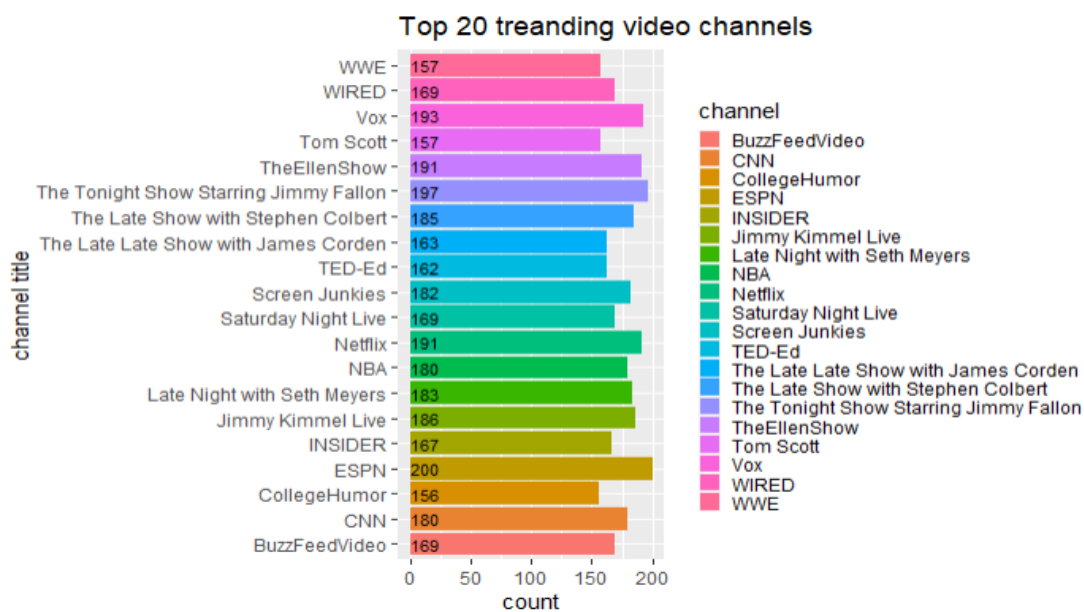 Top 20 treanding video channels
channel title
WWE 157
WIRED 169
Vox 193
Tom Scott 157
TheEllenShow 191
The Tonight Show Starring Jimmy Fallon 197
The Late Show with Stephen Colbert 185
The Late Late Show with James Corden 163
TED-Ed 162
Screen Junkies 182
Saturday Night Live 169
Netflix 191
NBA 180
Late Night with Seth Meyers 183
Jimmy Kimmel Live 186
INSIDER 167
ESPN 200
CollegeHumor 156
CNN 180
BuzzFeedVideo 169
0 50 100 150 200
count
channel
BuzzFeedVideo
CNN
CollegeHumor
ESPN
INSIDER
Jimmy Kimmel Live
Late Night with Seth Meyers
NBA
Netflix
Saturday Night Live
Screen Junkies
TED-Ed
The Late Late Show with James Corden
The Late Show with Stephen Colbert
The Tonight Show Starring Jimmy Fallon
TheEllenShow
Tom Scott
Vox
WIRED
WWE